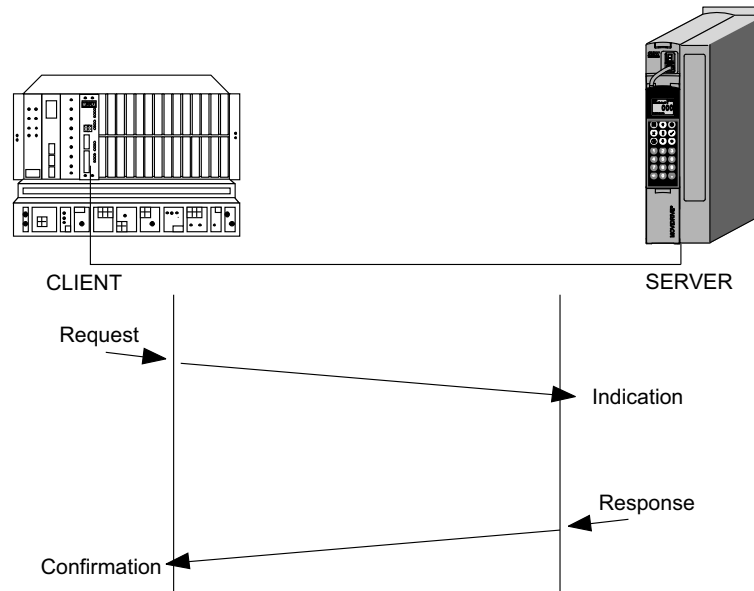 CLIENT
SERVER
Request
Indication
Response
Confirmation